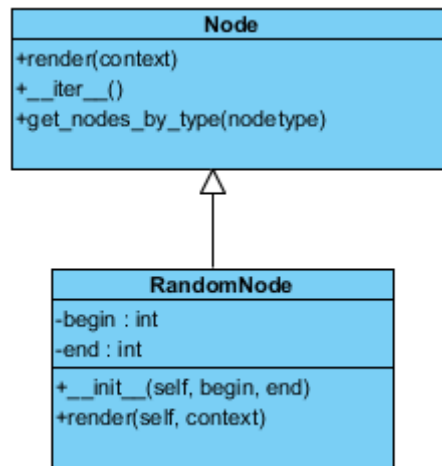 Node
+render(context)
+__iter__()
+get_nodes_by_type(nodetype)
RandomNode
-begin : int
-end : int
+__init__(self, begin, end)
+render(self, context)